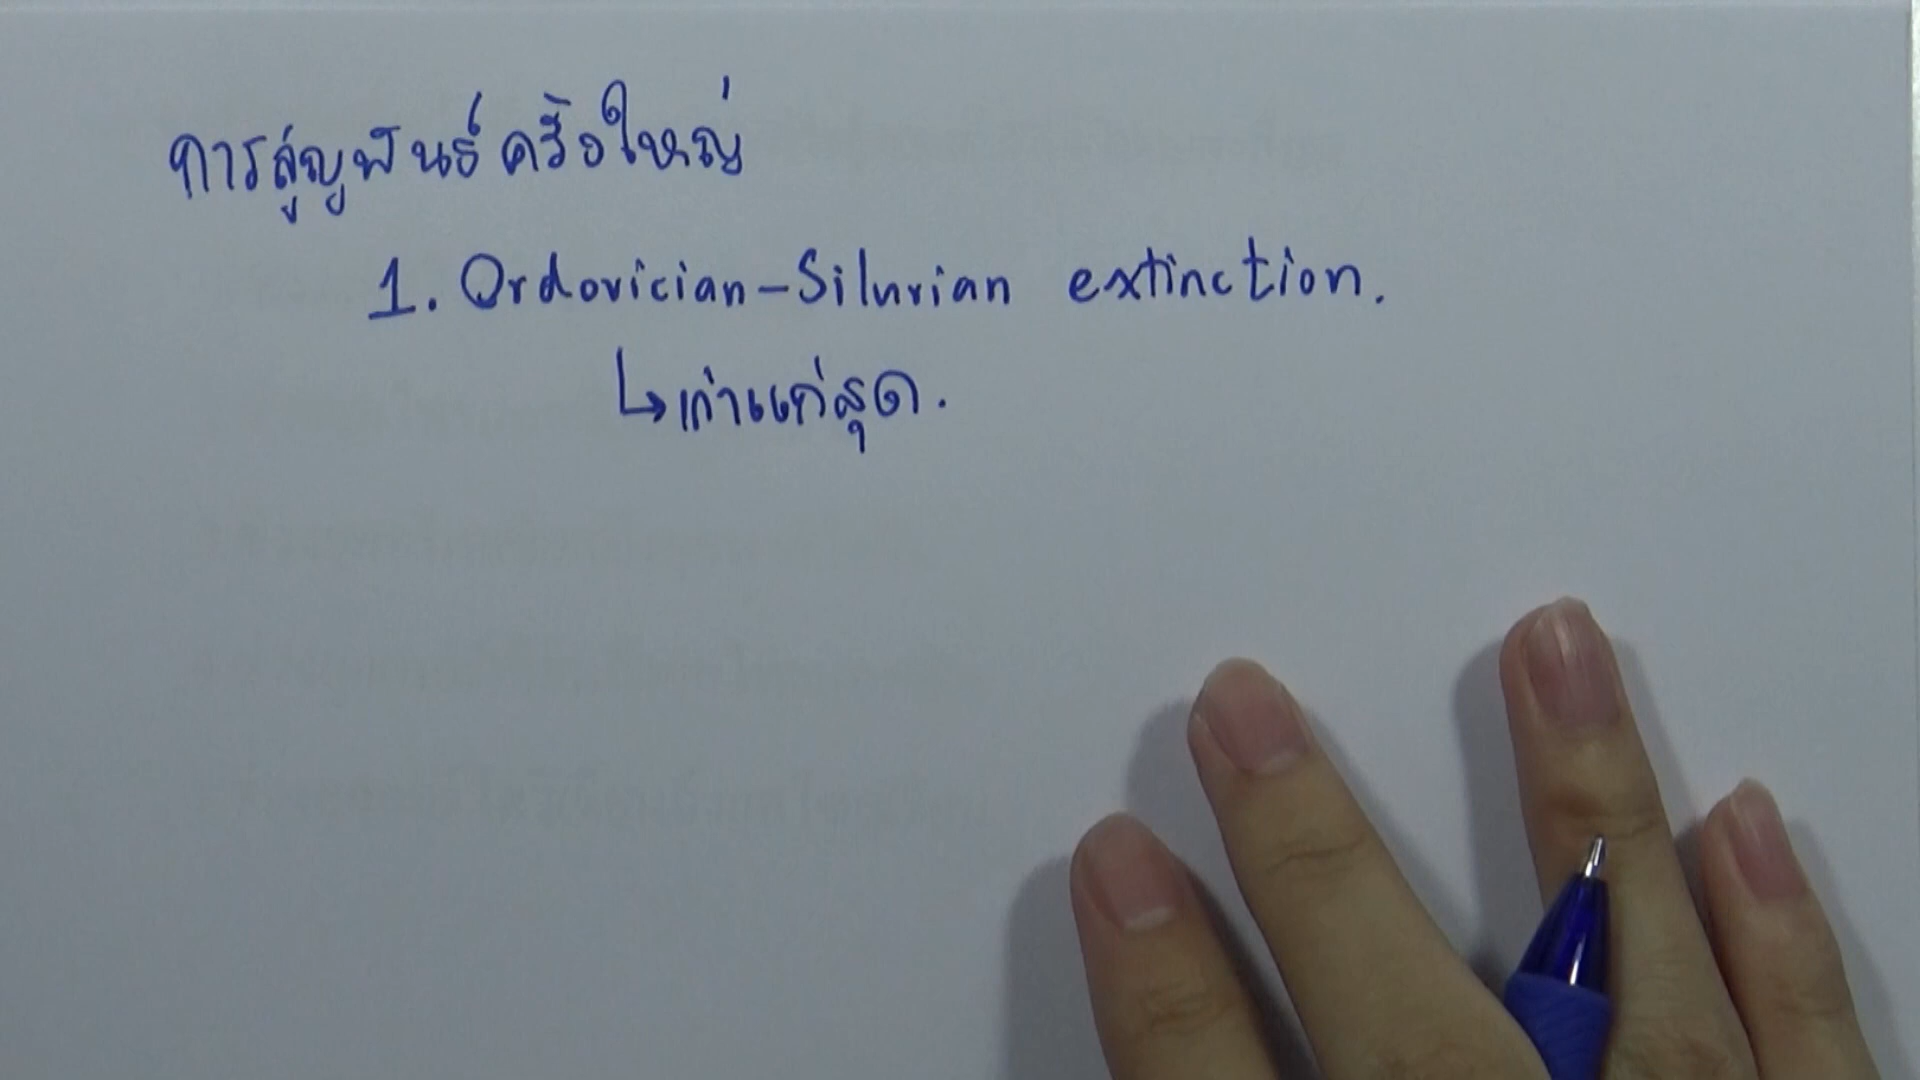 การสูญพันธ์ ครั้งใหญ่
1. Ordovician-Silurian extinction.
↳ เก่าแก่สุด.